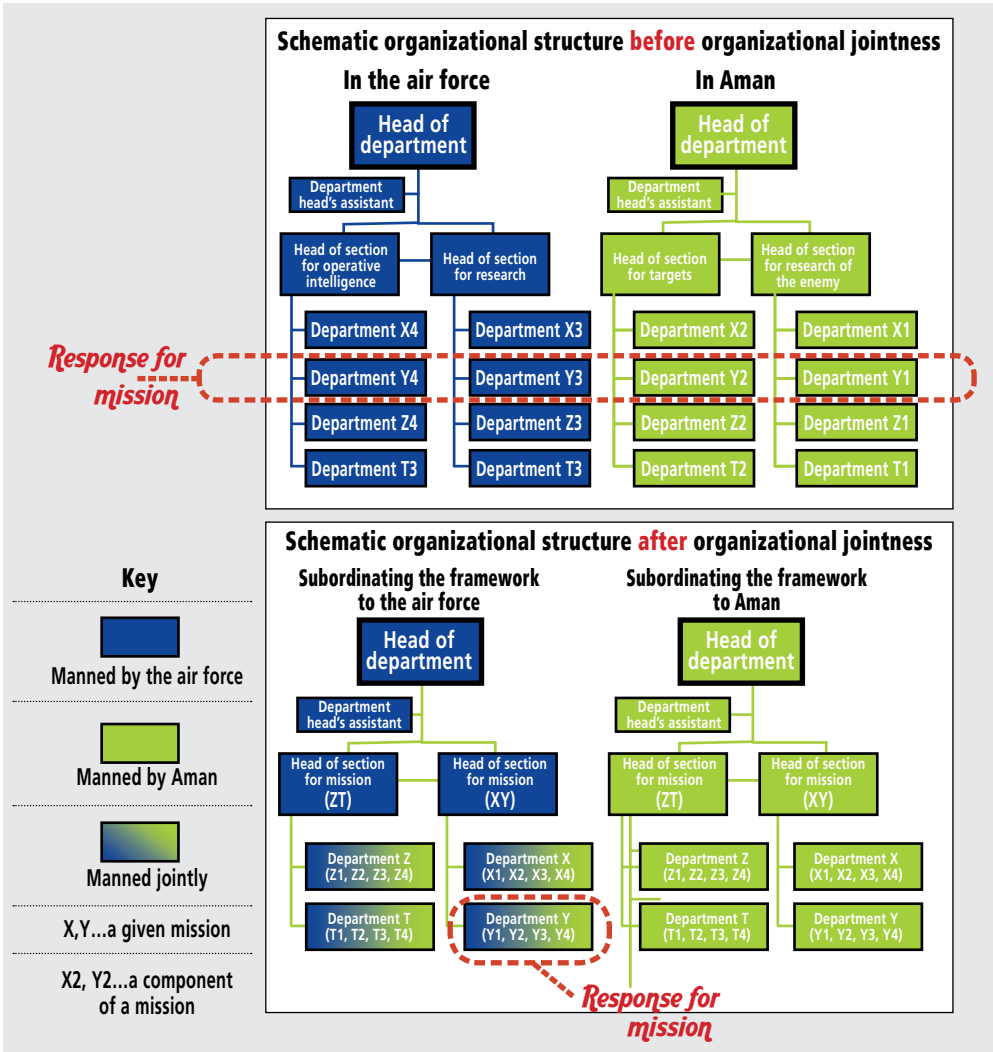 Schematic organizational structure before organizational jointness
In the air force
In Aman
Head of
department
Head of
department
Department
head's assistant
Department
head's assistant
Head of section
for operative
intelligence
Head of section
for research
Head of section
for targets
Head of section
for research of
the enemy
Department X4
Department X3
Department X2
Department X1
Response for
mission
Department Y4
Department Y3
Department Y2
Department Y1
Department Z4
Department Z3
Department Z2
Department Z1
Department T3
Department T3
Department T2
Department T1
Schematic organizational structure after organizational jointness
Subordinating the framework
to the air force
Subordinating the framework
to Aman
Head of
department
Head of
department
Department
head's assistant
Department
head's assistant
Head of section
for mission
(ZT)
Head of section
for mission
(XY)
Head of section
for mission
(ZT)
Head of section
for mission
(XY)
Department Z
(Z1, Z2, Z3, Z4)
Department X
(X1, X2, X3, X4)
Department Z
(Z1, Z2, Z3, Z4)
Department X
(X1, X2, X3, X4)
Department T
(T1, T2, T3, T4)
Department Y
(Y1, Y2, Y3, Y4)
Department T
(T1, T2, T3, T4)
Department Y
(Y1, Y2, Y3, Y4)
Response for
mission
Key
Manned by the air force
Manned by Aman
Manned jointly
X,Y...a given mission
X2, Y2...a component
of a mission